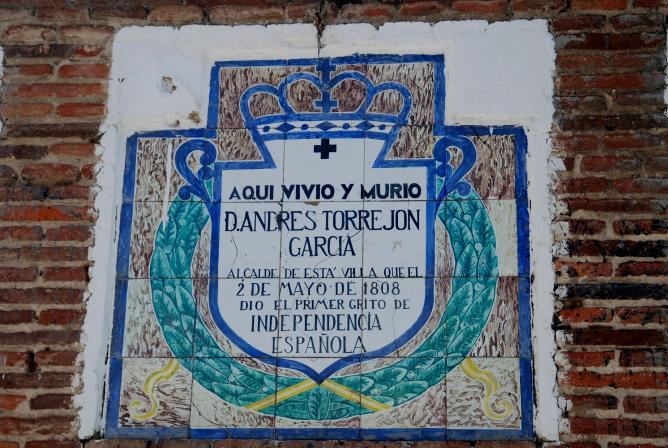 AQUI VIVIO Y MURIO
D.ANDRES TORREJON
GARCIA
ALCALDE DE ESTA VILLA QUE EL
2 DE MAYO DE 1808
DIO EL PRIMER GRITO DE
INDEPENDENCIA
ESPAÑOLA